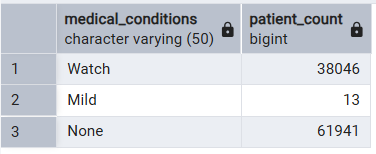 medical_conditions patient_count
character varying (50) bigint
1 Watch 38046
2 Mild 13
3 None 61941